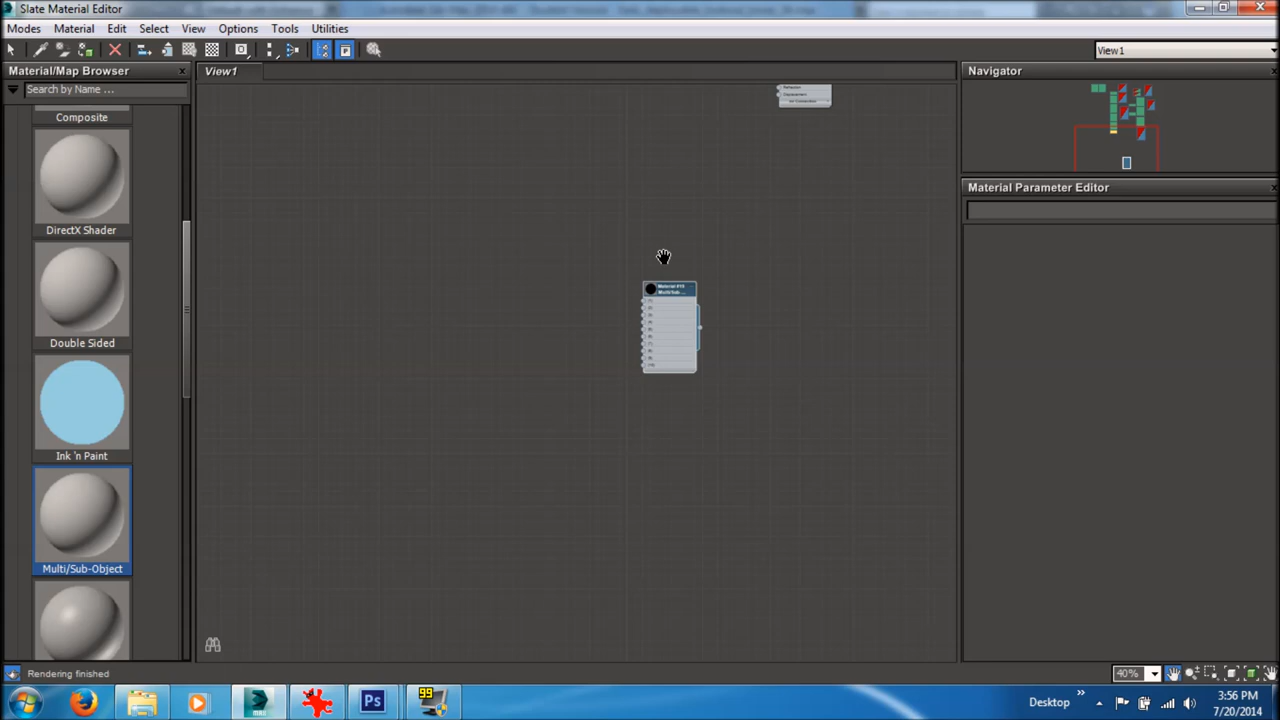 Slate Material Editor
Modes Material Edit Select View Options Tools Utilities
View1
Material/Map Browser
View1
Navigator
Search by Name ...
Composite
DirectX Shader
Material Parameter Editor
Double Sided
Ink 'n Paint
Multi/Sub-Object
Rendering finished
40%
Ps
99
Desktop
3:56 PM
7/20/2014